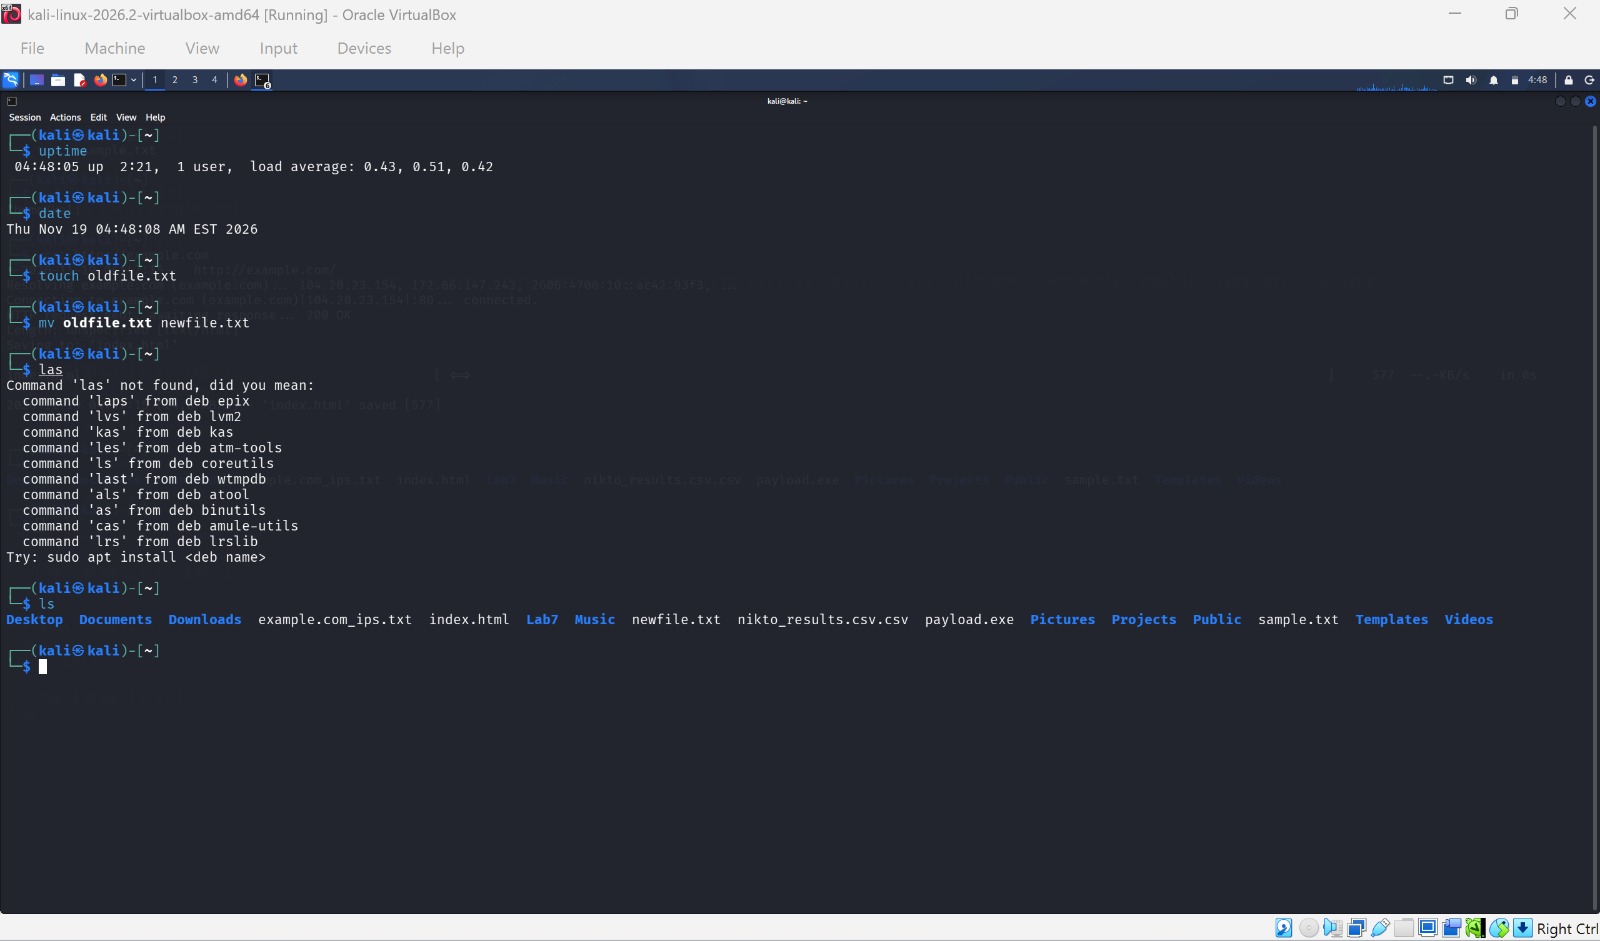 kali-linux-2026.2-virtualbox-amd64 [Running] - Oracle VirtualBox
File Machine View Input Devices Help
1 2 3 4 6 4:48
kali@kali: ~
Session Actions Edit View Help
┌──(kali㉿kali)-[~]
└─$ uptime
04:48:05 up 2:21, 1 user, load average: 0.43, 0.51, 0.42
┌──(kali㉿kali)-[~]
└─$ date
Thu Nov 19 04:48:08 AM EST 2026
┌──(kali㉿kali)-[~]
└─$ touch oldfile.txt
http://example.com/
┌──(kali㉿kali)-[~]
└─$ mv oldfile.txt newfile.txt
┌──(kali㉿kali)-[~]
└─$ las
Command 'las' not found, did you mean:
command 'laps' from deb epix
command 'lvs' from deb lvm2
command 'kas' from deb kas
command 'les' from deb atm-tools
command 'ls' from deb coreutils
command 'last' from deb wtmpdb
command 'als' from deb atool
command 'as' from deb binutils
command 'cas' from deb amule-utils
command 'lrs' from deb lrslib
Try: sudo apt install <deb name>
┌──(kali㉿kali)-[~]
└─$ ls
Desktop Documents Downloads example.com_ips.txt index.html Lab7 Music newfile.txt nikto_results.csv.csv payload.exe Pictures Projects Public sample.txt Templates Videos
┌──(kali㉿kali)-[~]
└─$
Right Ctrl